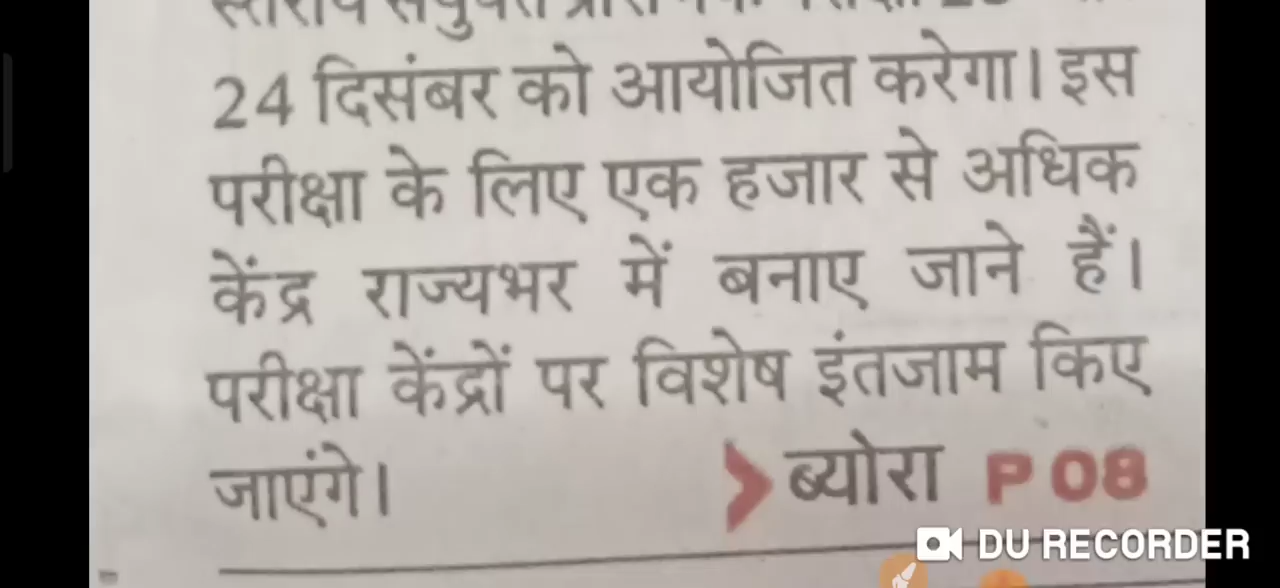 24 दिसंबर को आयोजित करेगा। इस
परीक्षा के लिए एक हजार से अधिक
केंद्र राज्यभर में बनाए जाने हैं।
परीक्षा केंद्रों पर विशेष इंतजाम किए
जाएंगे। ब्योरा P 08
DU RECORDER